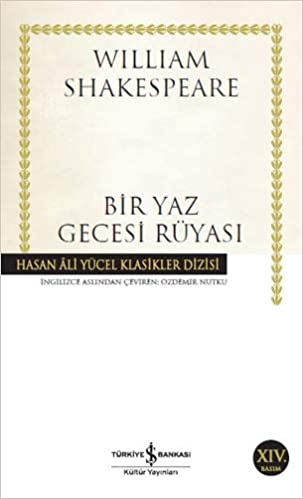 WILLIAM
SHAKESPEARE
BİR YAZ
GECESİ RÜYASI
HASAN ÂLİ YÜCEL KLASİKLER DİZİSİ
İNGİLİZCE ASLINDAN ÇEVİREN: ÖZDEMİR NUTKU
TÜRKİYE İŞ BANKASI
Kültür Yayınları
XIV.
BASIM